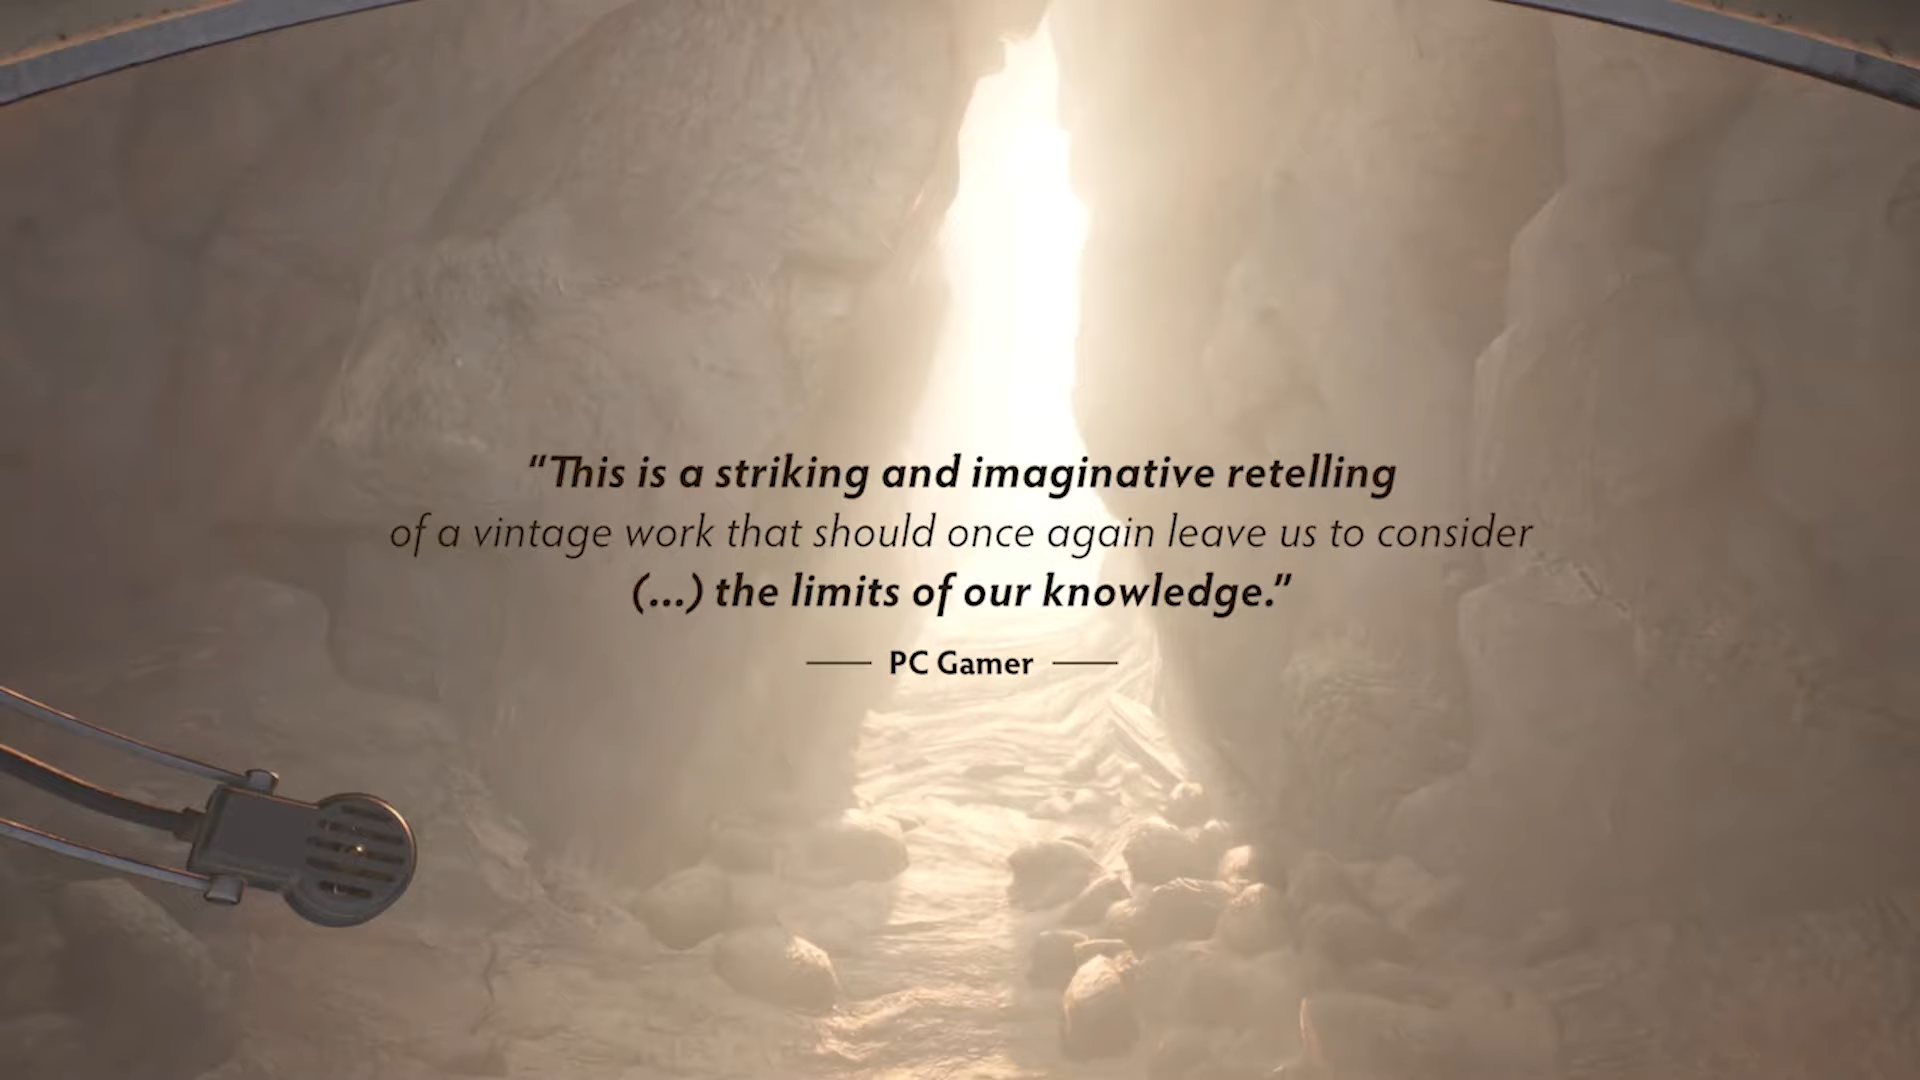 “This is a striking and imaginative retelling
of a vintage work that should once again leave us to consider
(...) the limits of our knowledge.”
PC Gamer